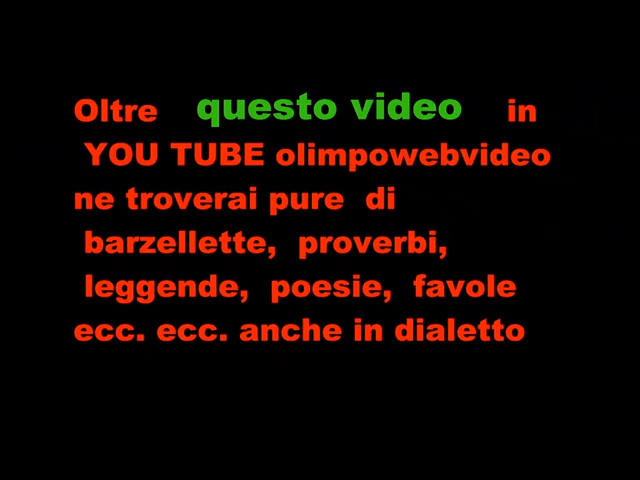 Oltre questo video in
YOU TUBE olimpowebvideo
ne troverai pure di
barzellette, proverbi,
leggende, poesie, favole
ecc. ecc. anche in dialetto